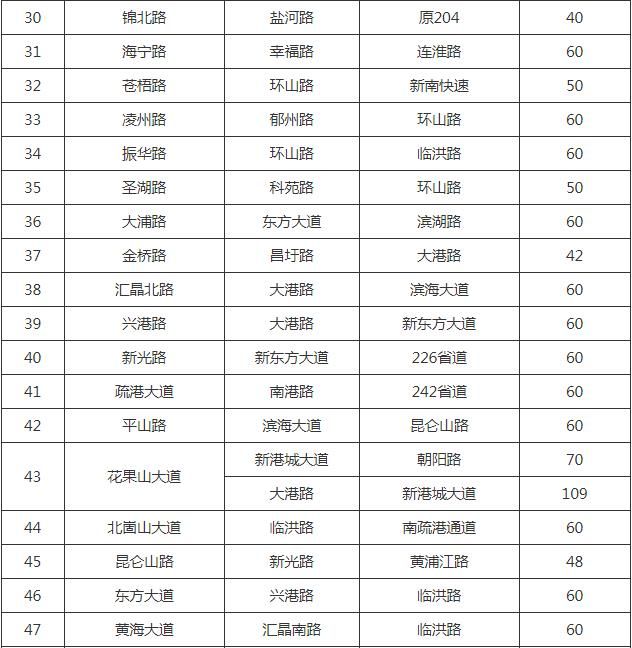 30 锦北路 盐河路 原204 40
31 海宁路 幸福路 连淮路 60
32 苍梧路 环山路 新南快速 50
33 凌州路 郁州路 环山路 60
34 振华路 环山路 临洪路 60
35 圣湖路 科苑路 环山路 50
36 大浦路 东方大道 滨湖路 60
37 金桥路 昌圩路 大港路 42
38 汇晶北路 大港路 滨海大道 60
39 兴港路 大港路 新东方大道 60
40 新光路 新东方大道 226省道 60
41 疏港大道 南港路 242省道 60
42 平山路 滨海大道 昆仑山路 60
43 花果山大道 新港城大道 朝阳路 70
大港路 新港城大道 109
44 北崮山大道 临洪路 南疏港通道 60
45 昆仑山路 新光路 黄浦江路 48
46 东方大道 兴港路 临洪路 60
47 黄海大道 汇晶南路 临洪路 60